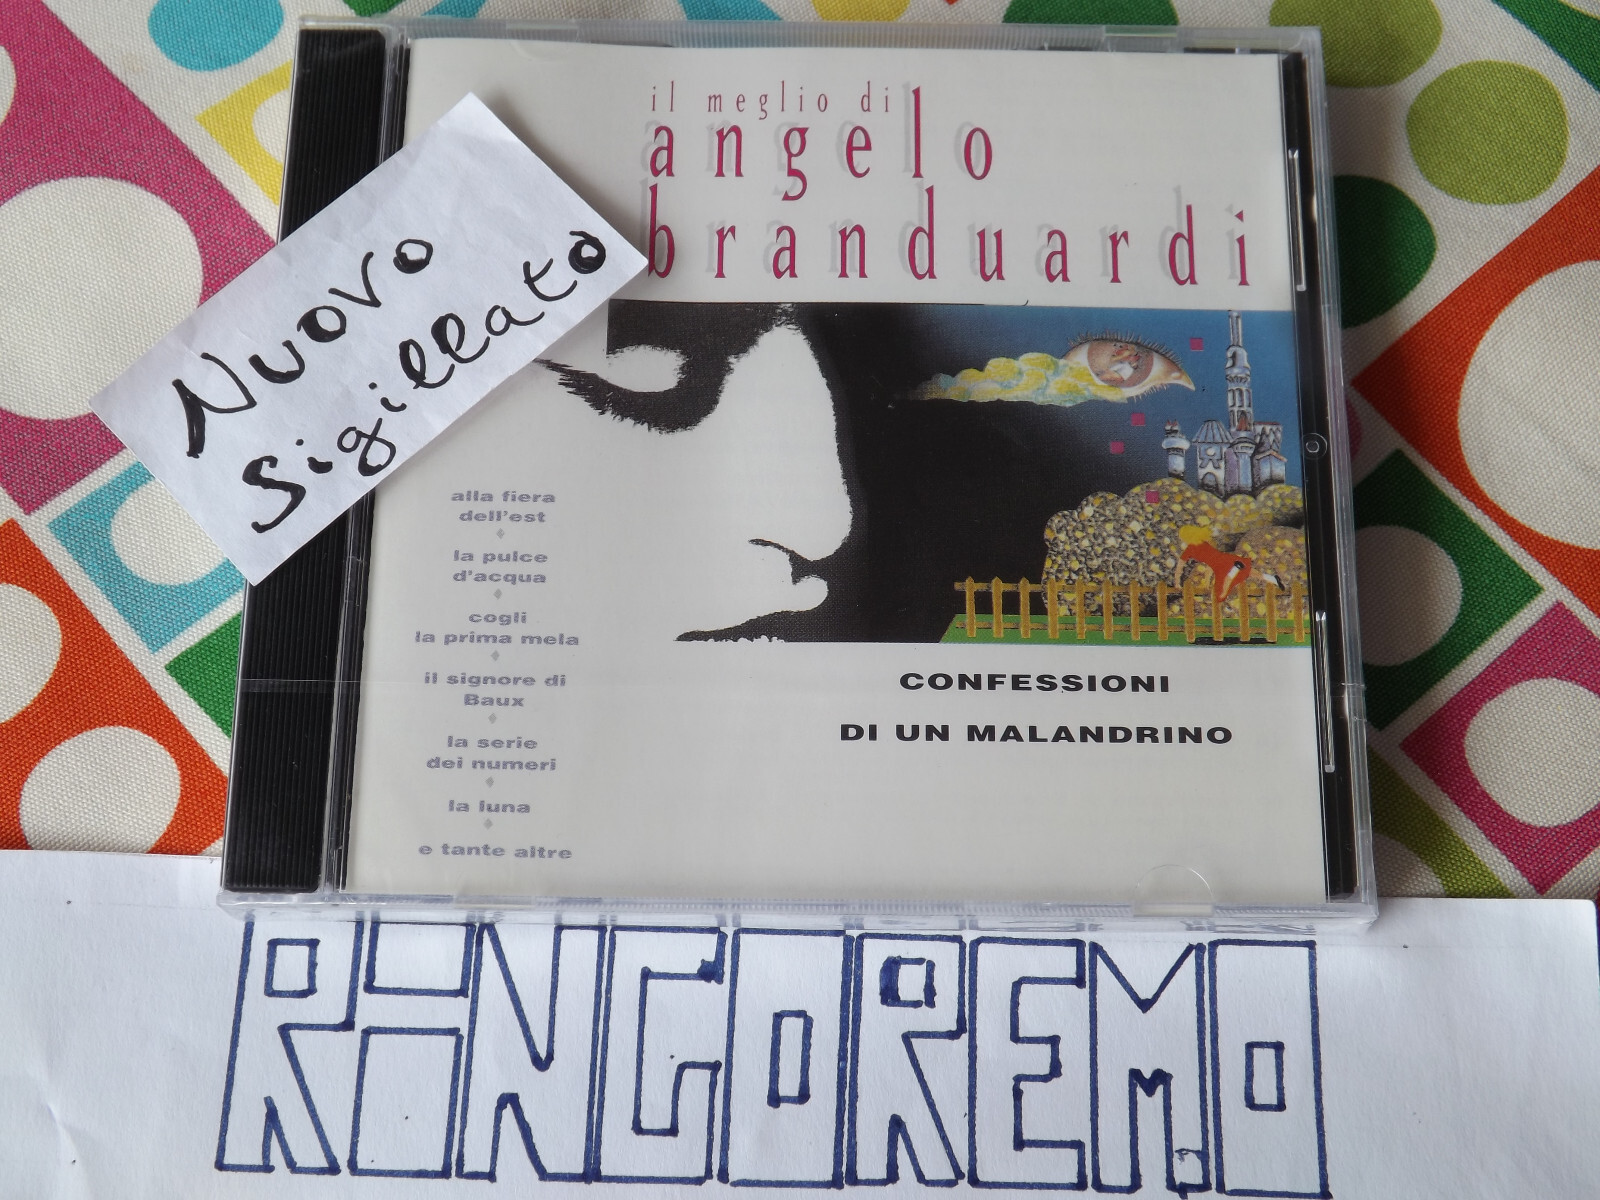 il meglio di
angelo
branduardi
Nuovo
Sigillato
alla fiera
dell'est
la pulce
d'acqua
cogli
la prima mela
il signore di
Baux
la serie
dei numeri
la luna
e tante altre
CONFESSIONI
DI UN MALANDRINO
RINGOREMO